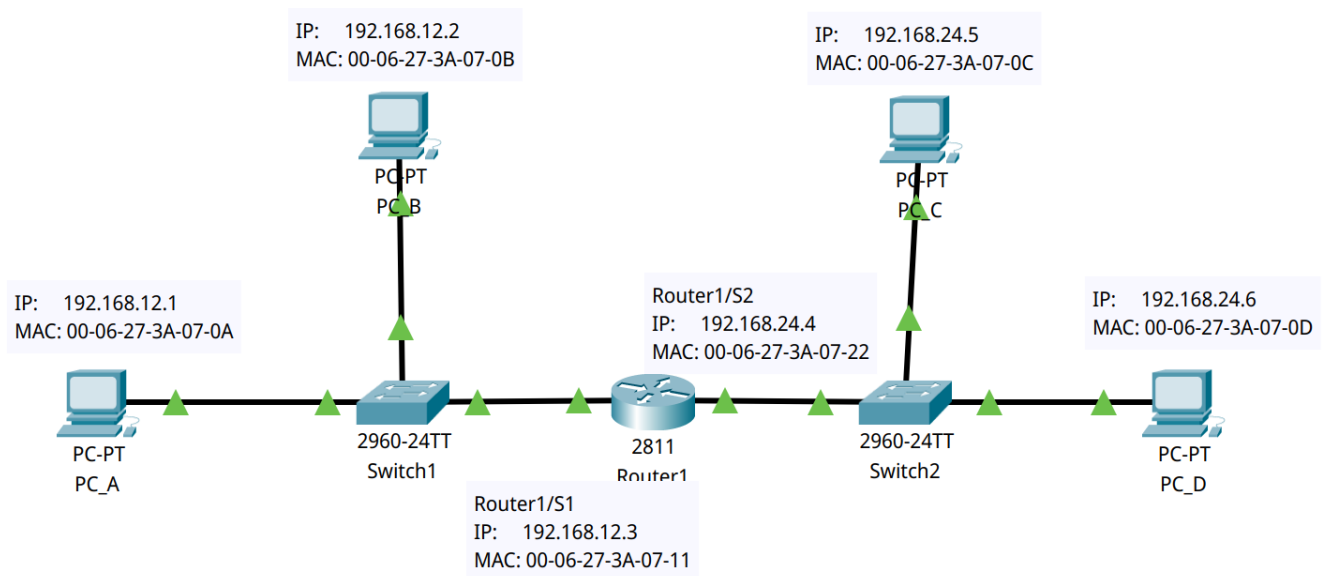 IP: 192.168.12.2
MAC: 00-06-27-3A-07-0B
IP: 192.168.24.5
MAC: 00-06-27-3A-07-0C
PC-PT
PC_B
PC-PT
PC_C
IP: 192.168.12.1
MAC: 00-06-27-3A-07-0A
Router1/S2
IP: 192.168.24.4
MAC: 00-06-27-3A-07-22
IP: 192.168.24.6
MAC: 00-06-27-3A-07-0D
PC-PT
PC_A
2960-24TT
Switch1
2811
Router1
2960-24TT
Switch2
PC-PT
PC_D
Router1/S1
IP: 192.168.12.3
MAC: 00-06-27-3A-07-11